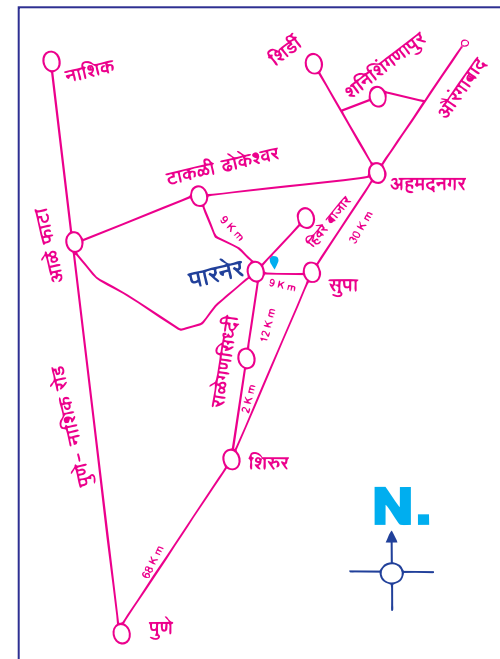 नाशिक
शिर्डी
शनिशिंगणापुर
औरंगाबाद
टाकळी ढोकेश्वर
अहमदनगर
आळे फाटा
9 Km
हिवरे बाजार
30 Km
पारनेर
9 Km
सुपा
राळेगणसिध्दी
12 Km
2 Km
पुणे - नाशिक रोड
शिरुर
68 Km
पुणे
N.